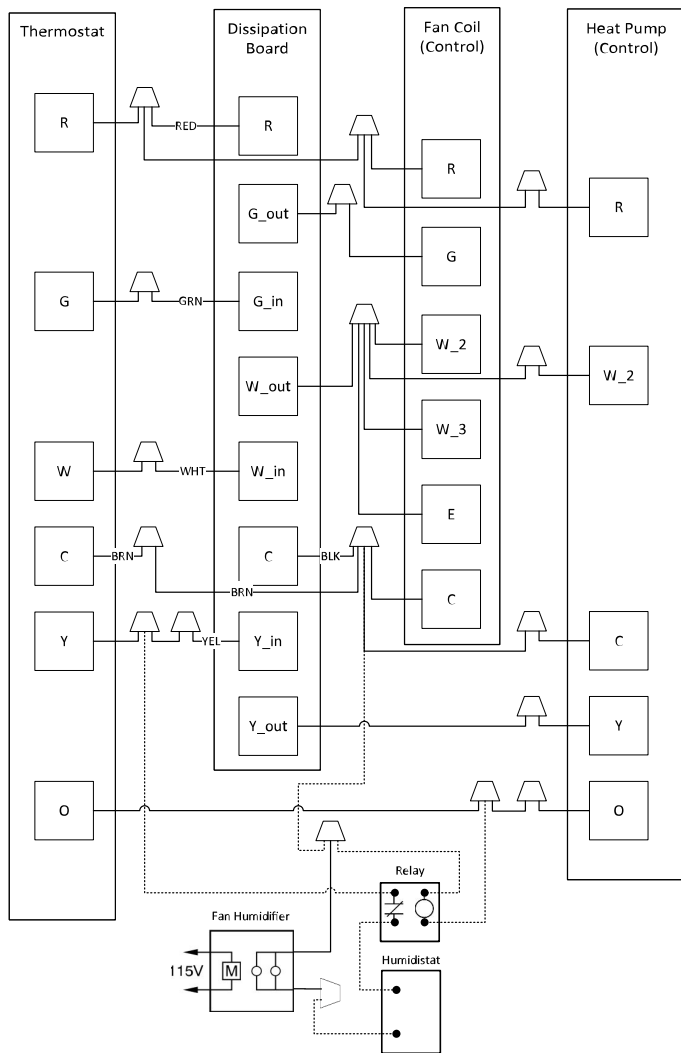 Thermostat
Dissipation
Board
Fan Coil
(Control)
Heat Pump
(Control)
R
RED
R
R
R
G_out
G
G
GRN
G_in
W_2
W_2
W_out
W_3
W
WHT
W_in
E
C
BRN
C
BLK
BRN
C
Y
YEL
Y_in
C
Y_out
Y
O
O
Relay
Fan Humidifier
115V
M
Humidistat